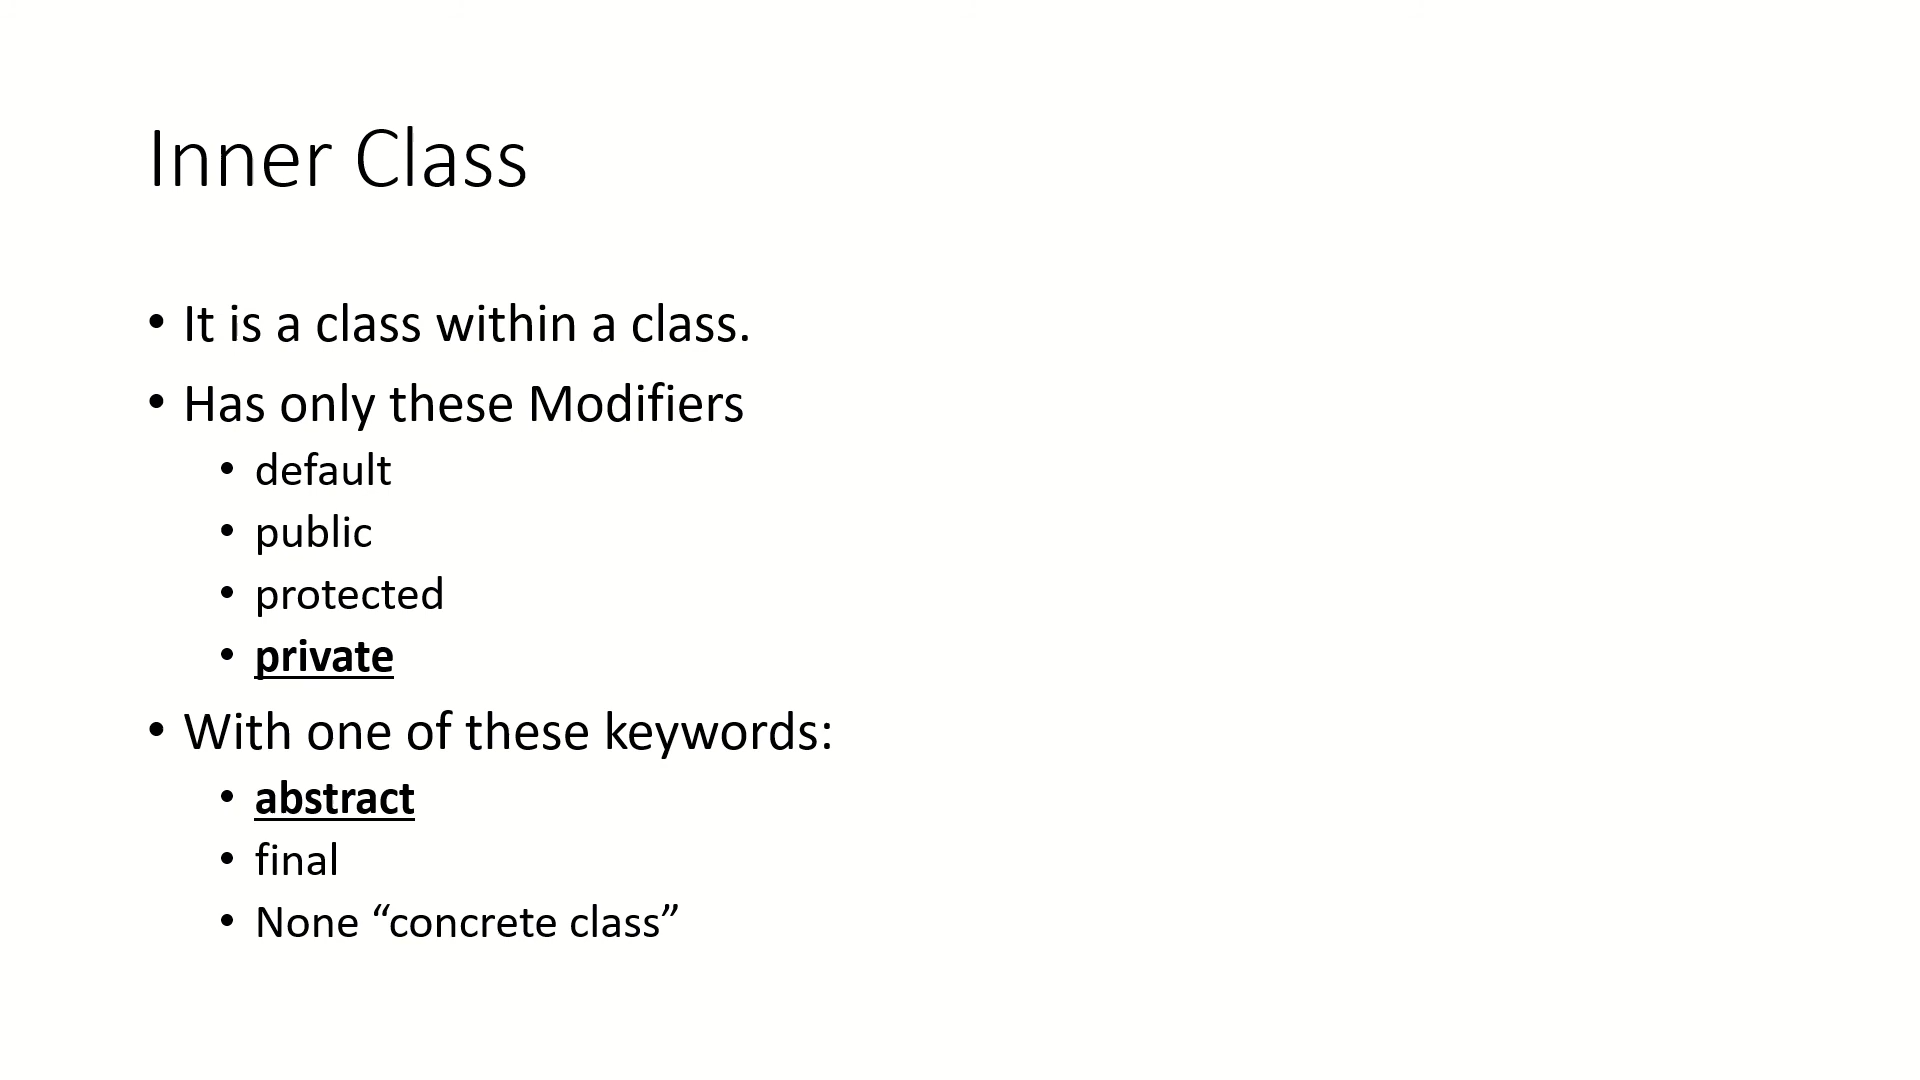 Inner Class
• It is a class within a class.
• Has only these Modifiers
• default
• public
• protected
• private
• With one of these keywords:
• abstract
• final
• None “concrete class”